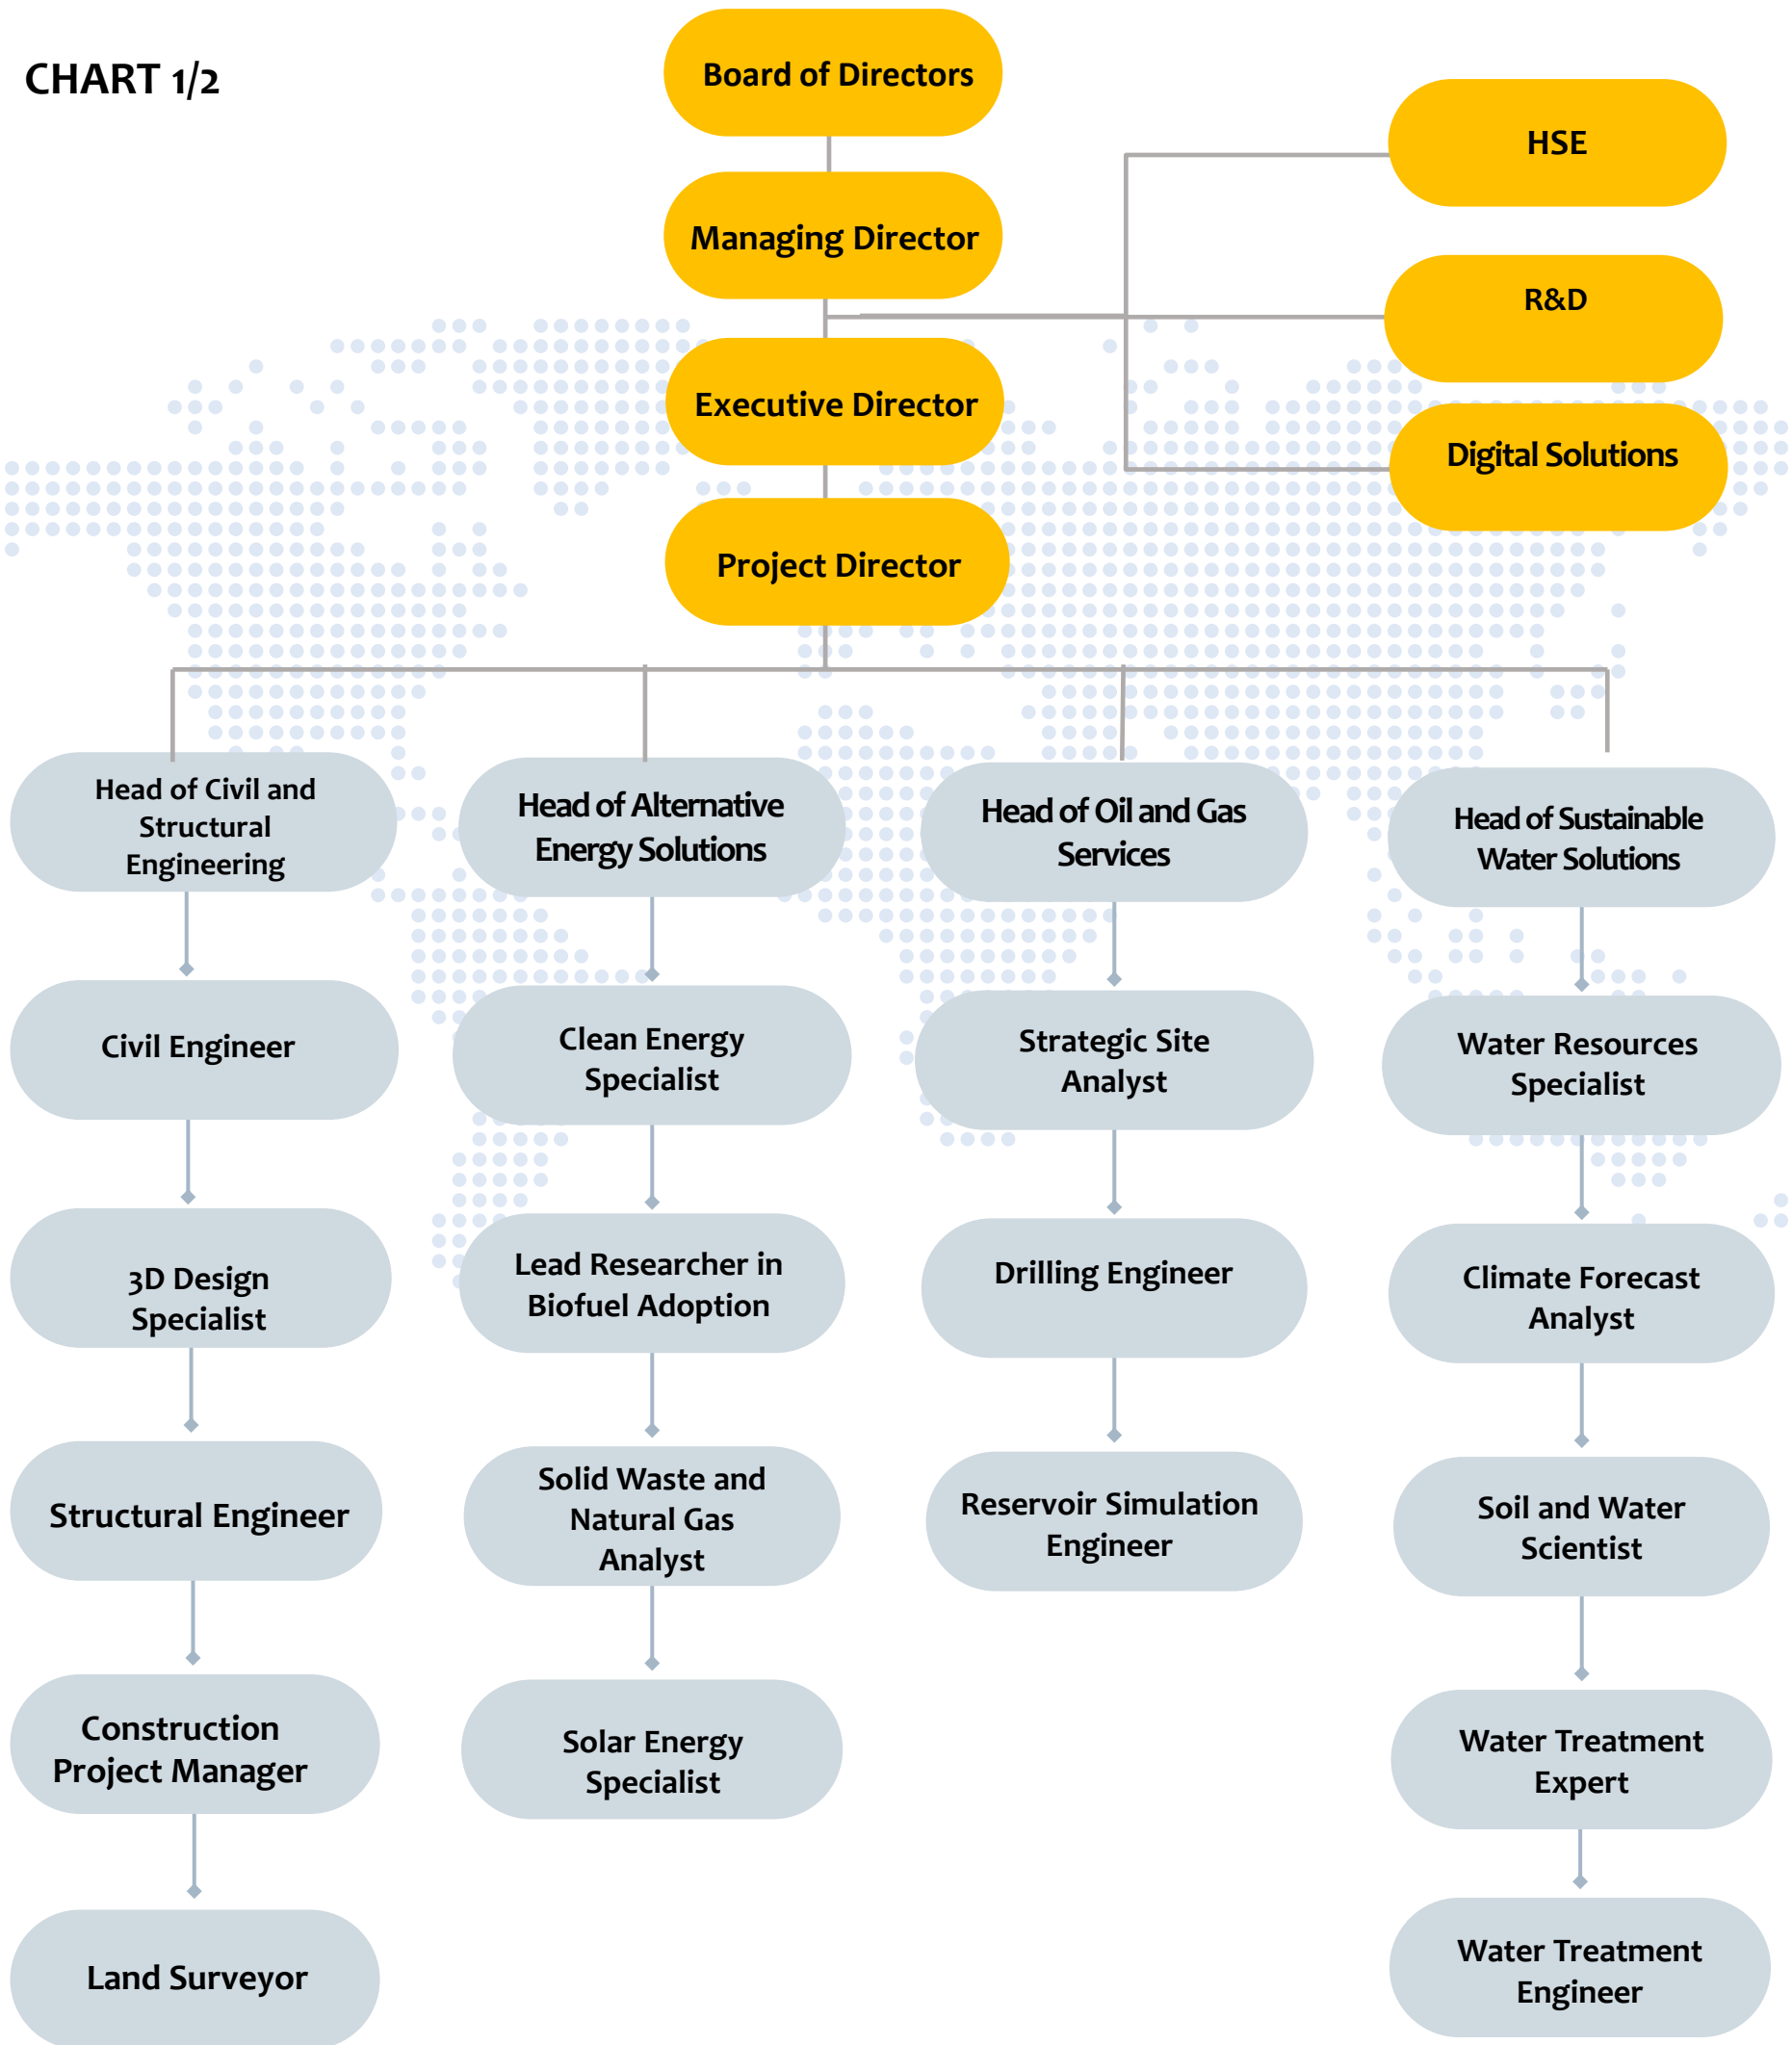 CHART 1/2
Board of Directors
HSE
Managing Director
R&D
Executive Director
Digital Solutions
Project Director
Head of Civil and
Structural
Engineering
Head of Alternative
Energy Solutions
Head of Oil and Gas
Services
Head of Sustainable
Water Solutions
Civil Engineer
Clean Energy
Specialist
Strategic Site
Analyst
Water Resources
Specialist
3D Design
Specialist
Lead Researcher in
Biofuel Adoption
Drilling Engineer
Climate Forecast
Analyst
Structural Engineer
Solid Waste and
Natural Gas
Analyst
Reservoir Simulation
Engineer
Soil and Water
Scientist
Construction
Project Manager
Solar Energy
Specialist
Water Treatment
Expert
Land Surveyor
Water Treatment
Engineer